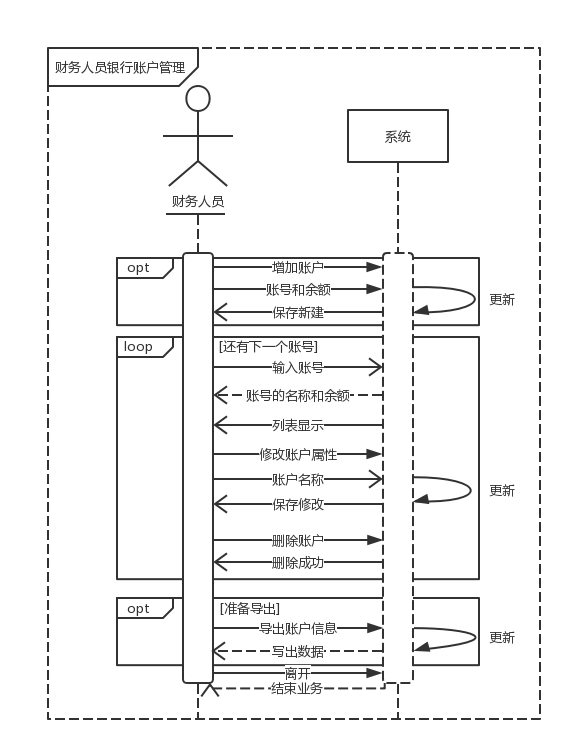 财务人员银行账户管理
系统
财务人员
opt
增加账户
账号和余额
更新
保存新建
loop
[还有下一个账号]
输入账号
账号的名称和余额
列表显示
修改账户属性
账户名称
更新
保存修改
删除账户
删除成功
opt
[准备导出]
导出账户信息
更新
写出数据
离开
结束业务